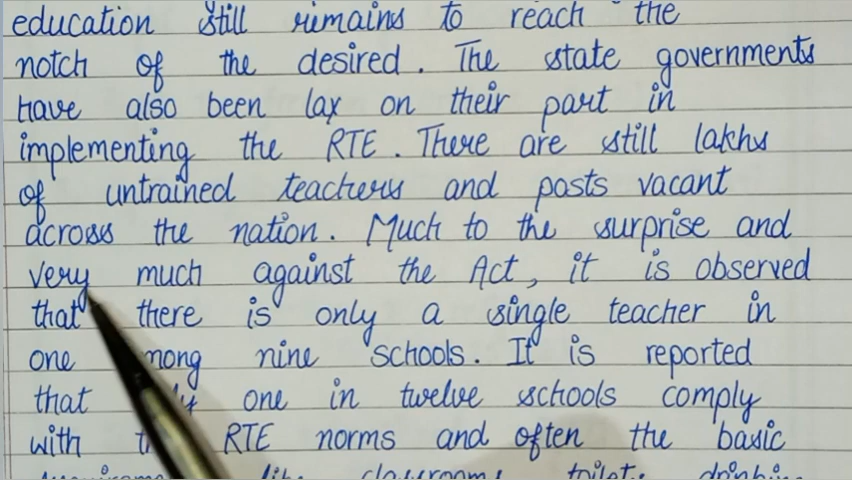 education still remains to reach the
notch of the desired. The state governments
have also been lax on their part in
implementing the RTE. There are still lakhs
of untrained teachers and posts vacant
across the nation. Much to the surprise and
very much against the Act, it is observed
that there is only a single teacher in
one nine schools. It is reported
that one in twelve schools comply
with RTE norms and often the basic
classrooms, toilets, drinking